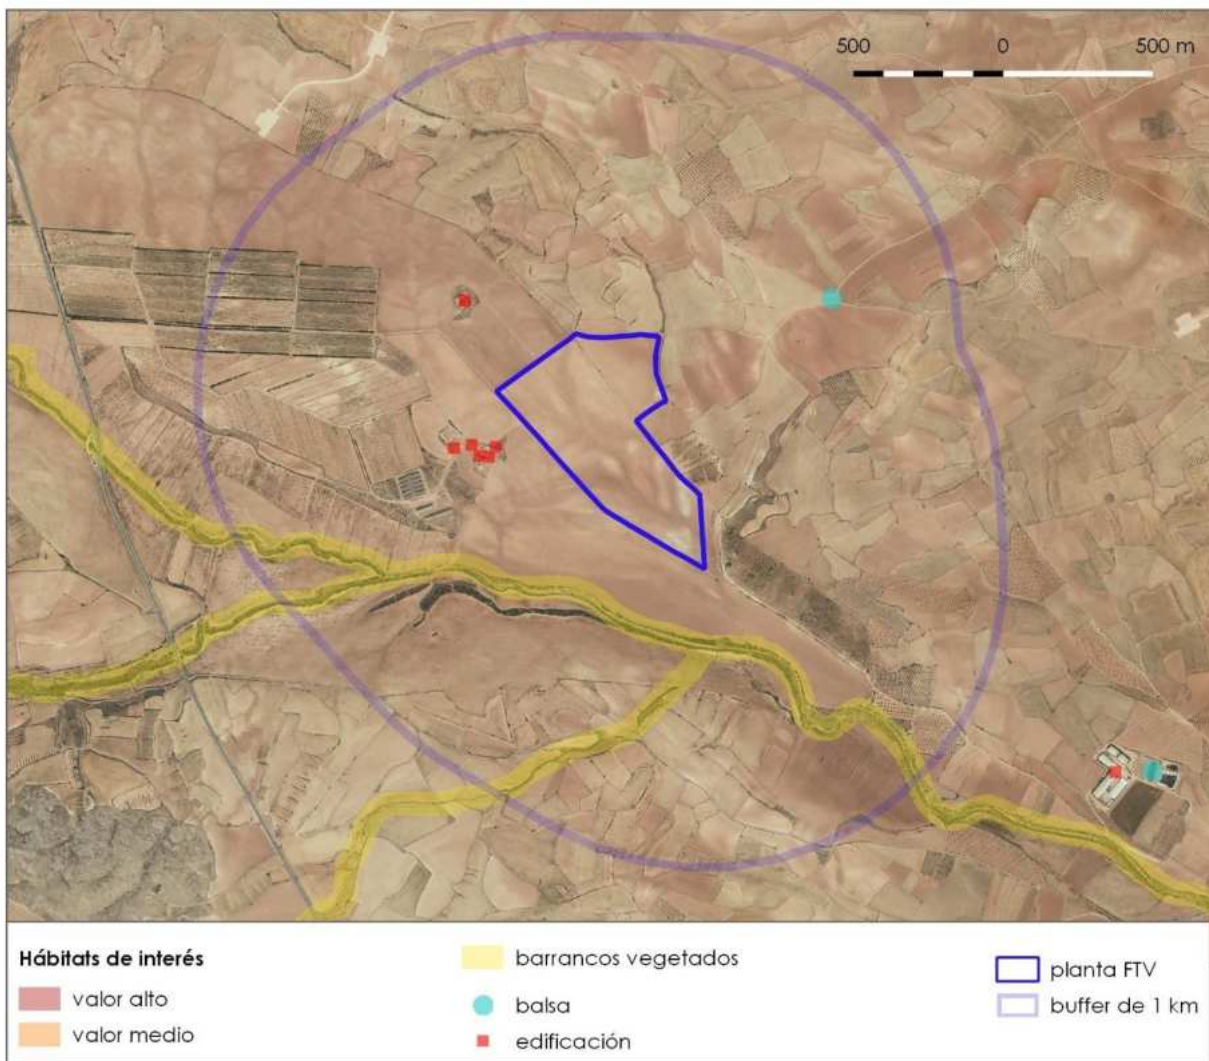 500 0 500 m
Hábitats de interés
valor alto
valor medio
barrancos vegetados
balsa
edificación
planta FTV
buffer de 1 km